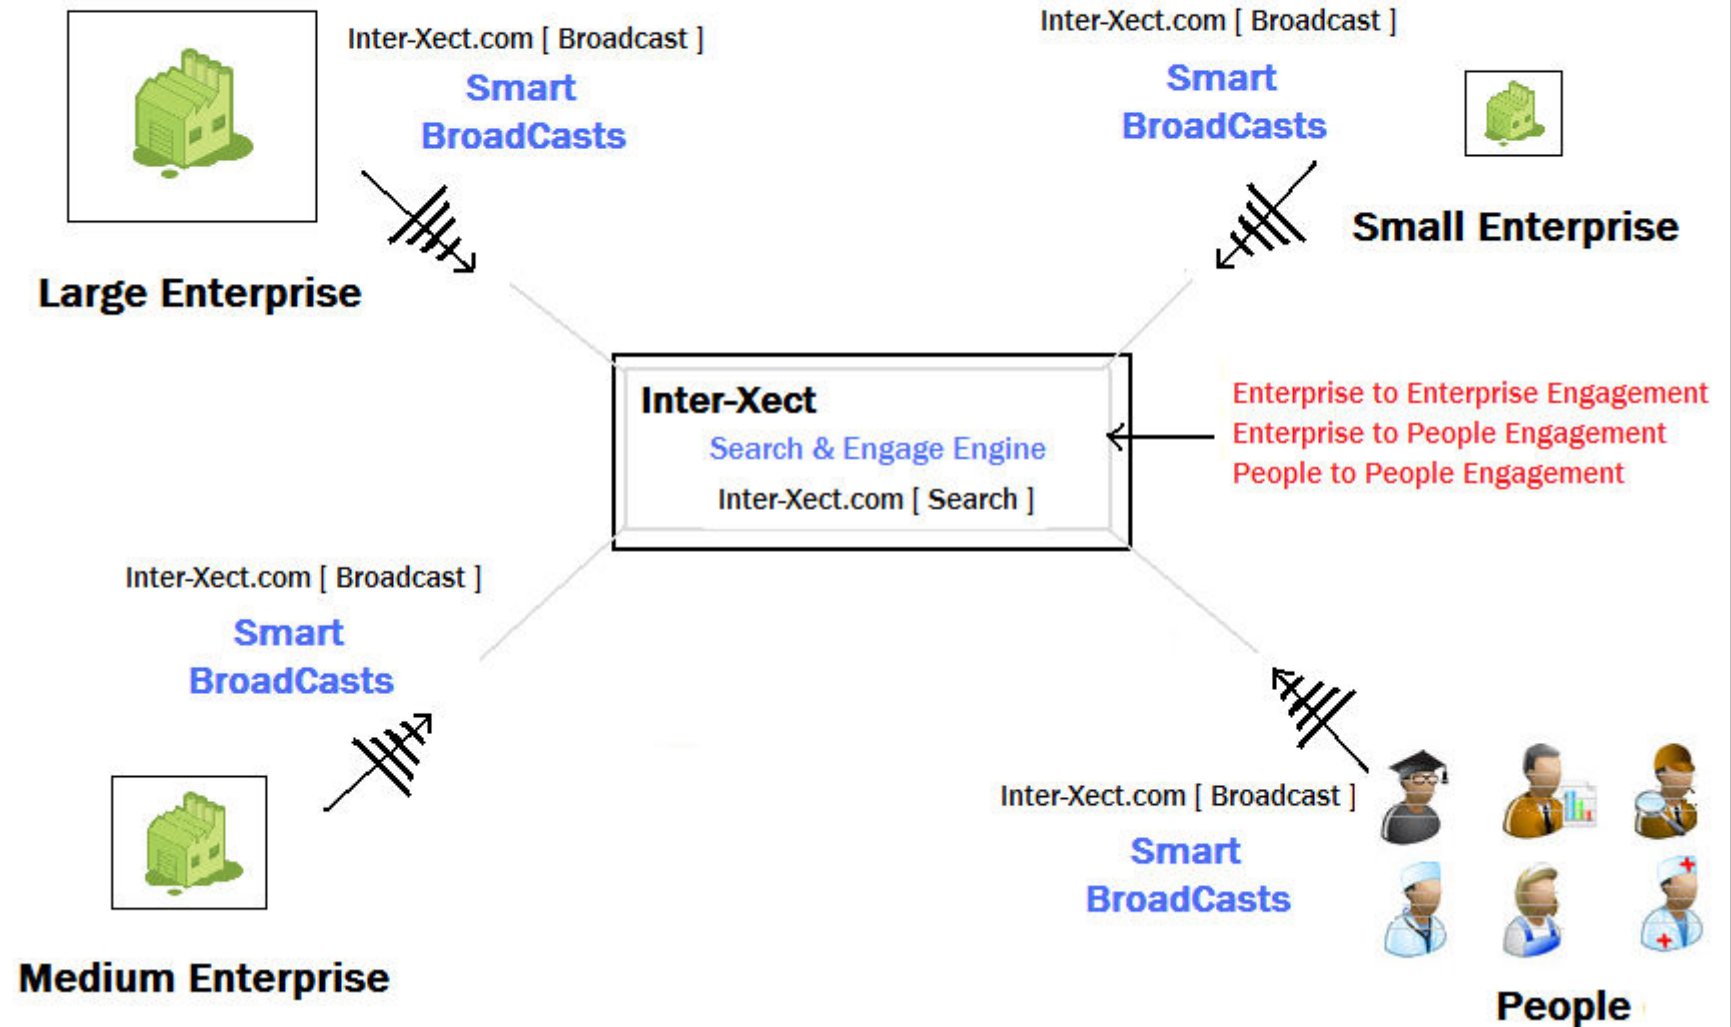 Inter-Xect.com [ Broadcast ]
Smart
BroadCasts
Large Enterprise
Inter-Xect.com [ Broadcast ]
Smart
BroadCasts
Small Enterprise
Inter-Xect
Search & Engage Engine
Inter-Xect.com [ Search ]
Enterprise to Enterprise Engagement
Enterprise to People Engagement
People to People Engagement
Inter-Xect.com [ Broadcast ]
Smart
BroadCasts
Medium Enterprise
Inter-Xect.com [ Broadcast ]
Smart
BroadCasts
People